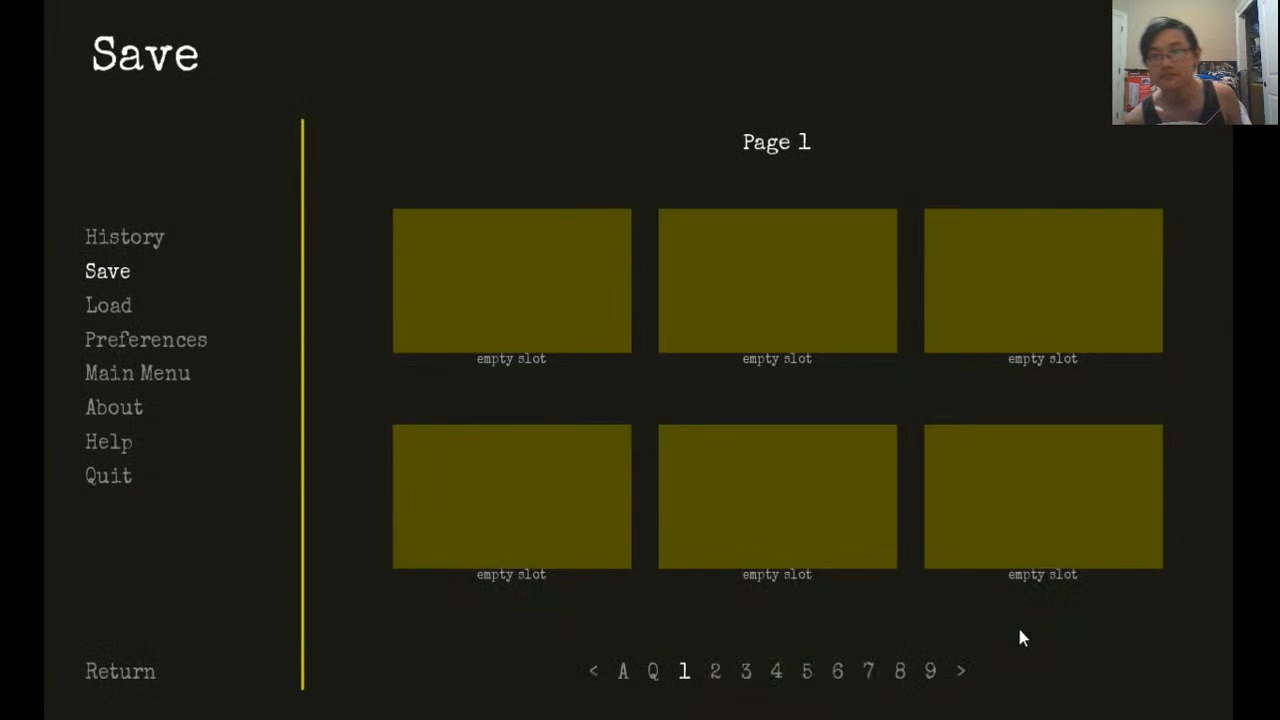 Save
Page 1
History
Save
Load
Preferences
Main Menu
About
Help
Quit
Return
empty slot empty slot empty slot
empty slot empty slot empty slot
< A Q 1 2 3 4 5 6 7 8 9 >